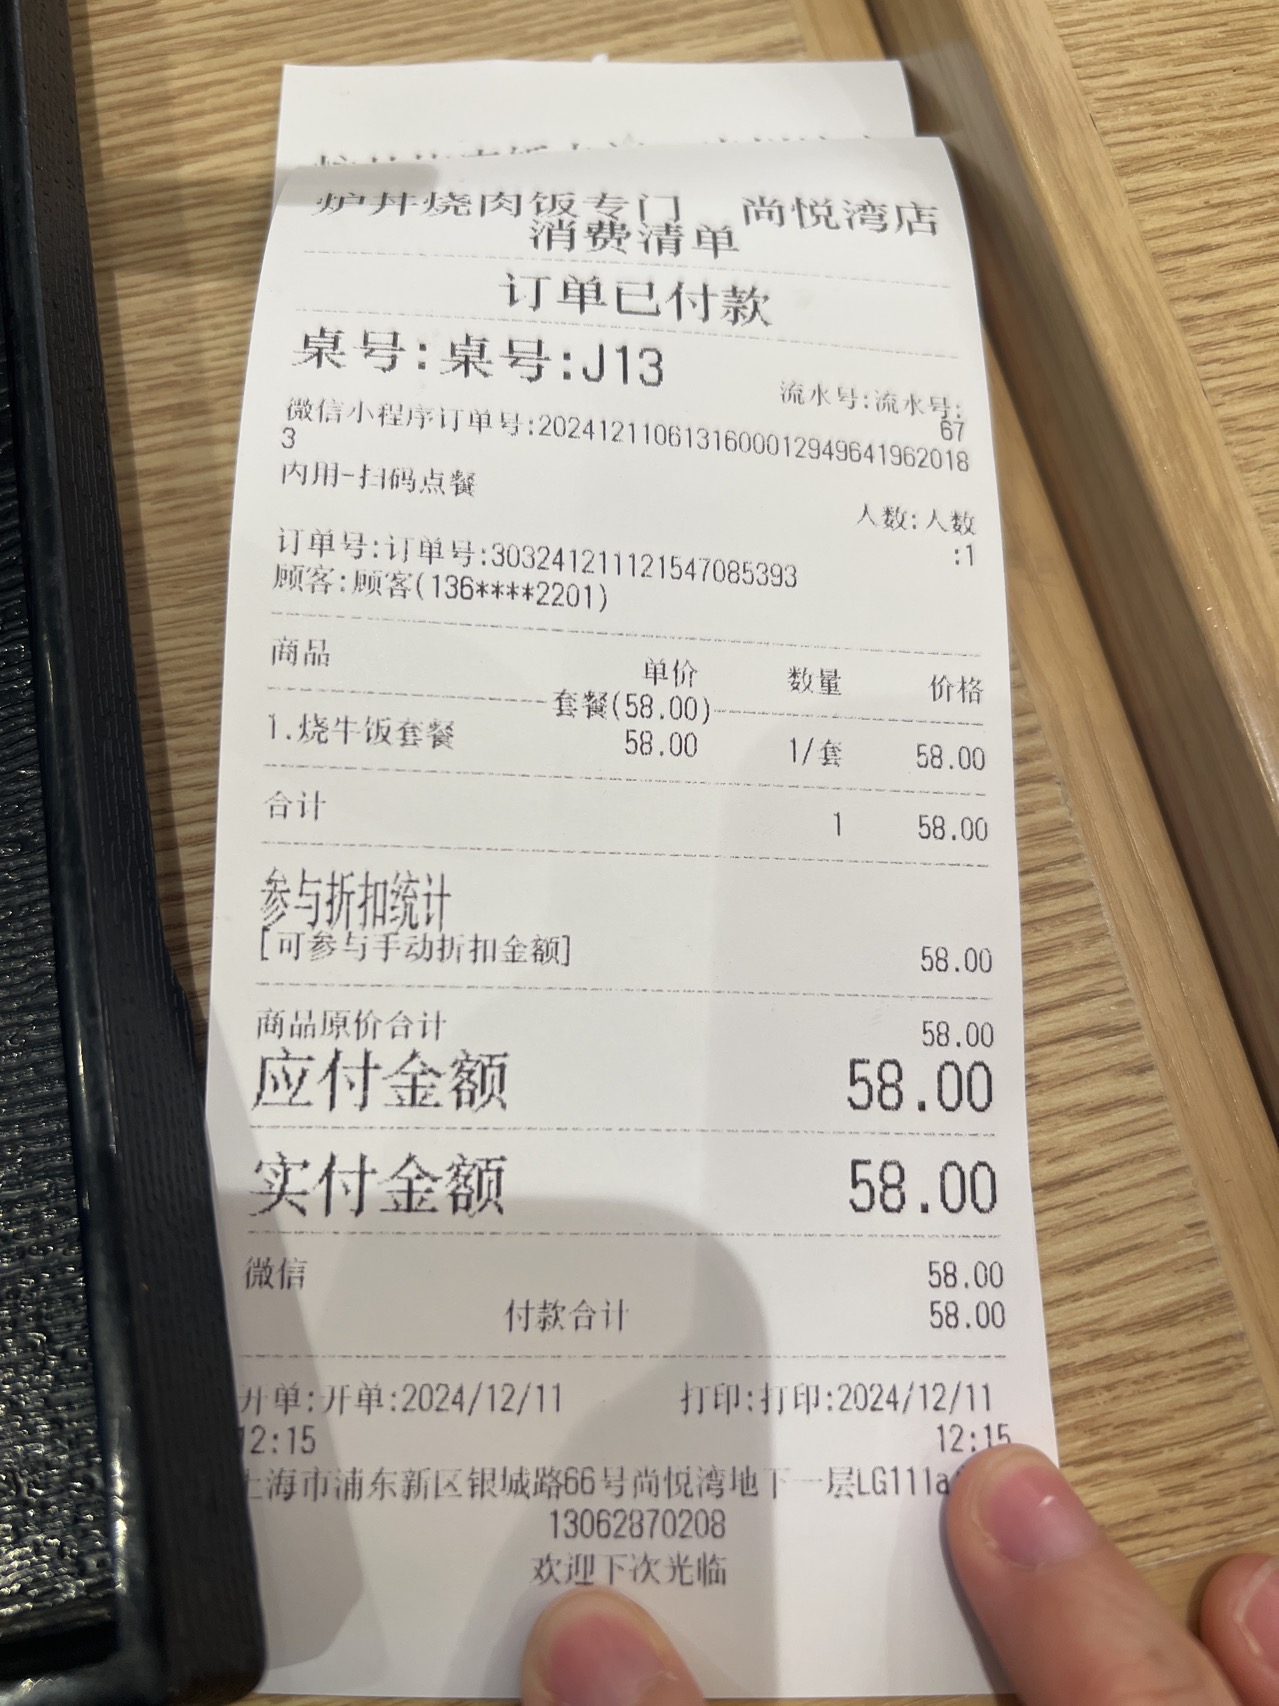 炉丼烧肉饭专门 尚悦湾店
消费清单
订单已付款
桌号:桌号:J13
流水号:流水号:
67
微信小程序订单号:2024121106131600012949641962018
3
内用-扫码点餐
人数:人数
:1
订单号:订单号:303241211121547085393
顾客:顾客(136****2201)
商品 单价 数量 价格
套餐(58.00)
1.烧牛饭套餐 58.00 1/套 58.00
合计 1 58.00
参与折扣统计
[可参与手动折扣金额] 58.00
商品原价合计 58.00
应付金额 58.00
实付金额 58.00
微信 58.00
付款合计 58.00
开单:开单:2024/12/11 打印:打印:2024/12/11
12:15 12:15
上海市浦东新区银城路66号尚悦湾地下一层LG111a
13062870208
欢迎下次光临